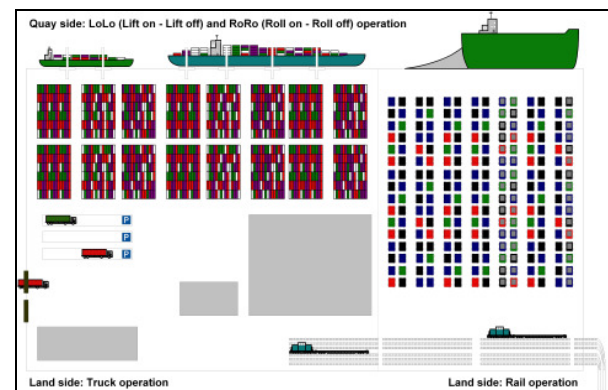 Quay side: LoLo (Lift on - Lift off) and RoRo (Roll on - Roll off) operation
P
P
P
Land side: Truck operation
Land side: Rail operation